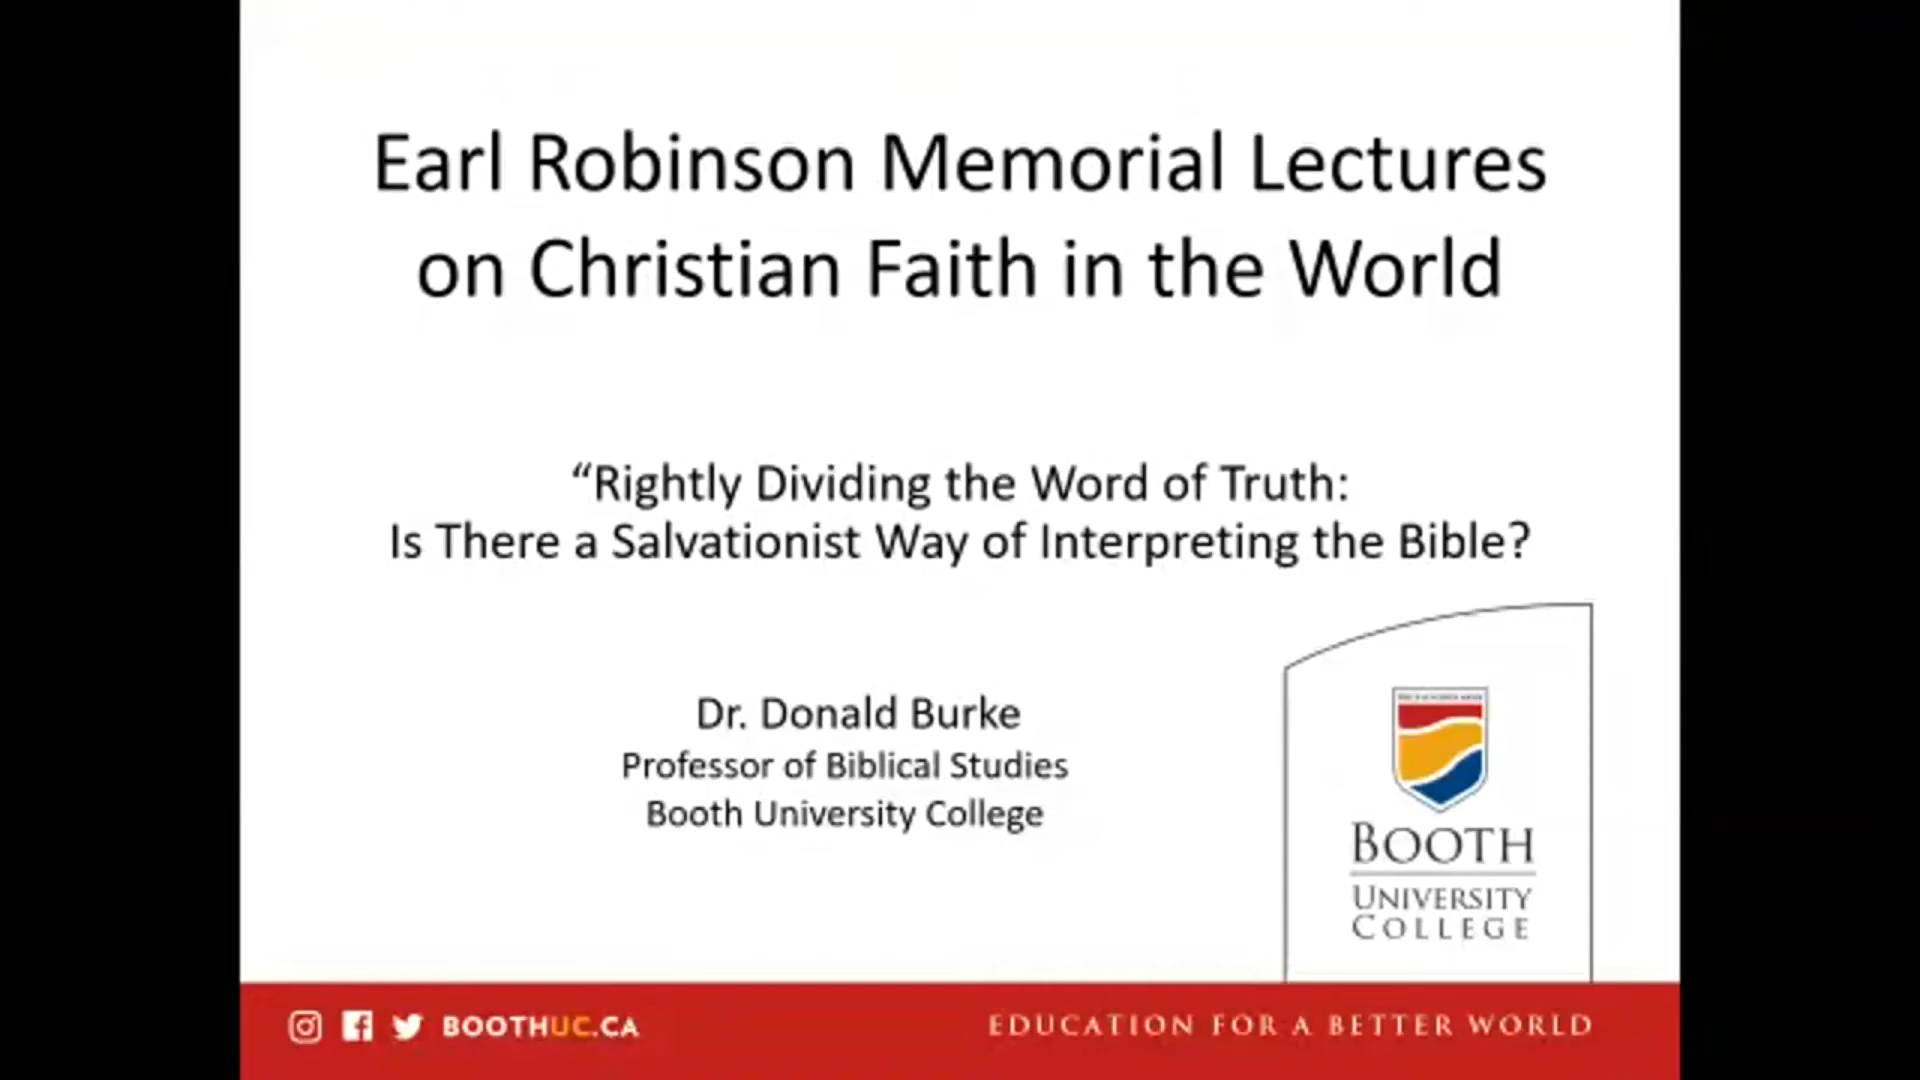 Earl Robinson Memorial Lectures
on Christian Faith in the World
“Rightly Dividing the Word of Truth:
Is There a Salvationist Way of Interpreting the Bible?
Dr. Donald Burke
Professor of Biblical Studies
Booth University College
BOOTH
UNIVERSITY
COLLEGE
BOOTHUC.CA
EDUCATION FOR A BETTER WORLD